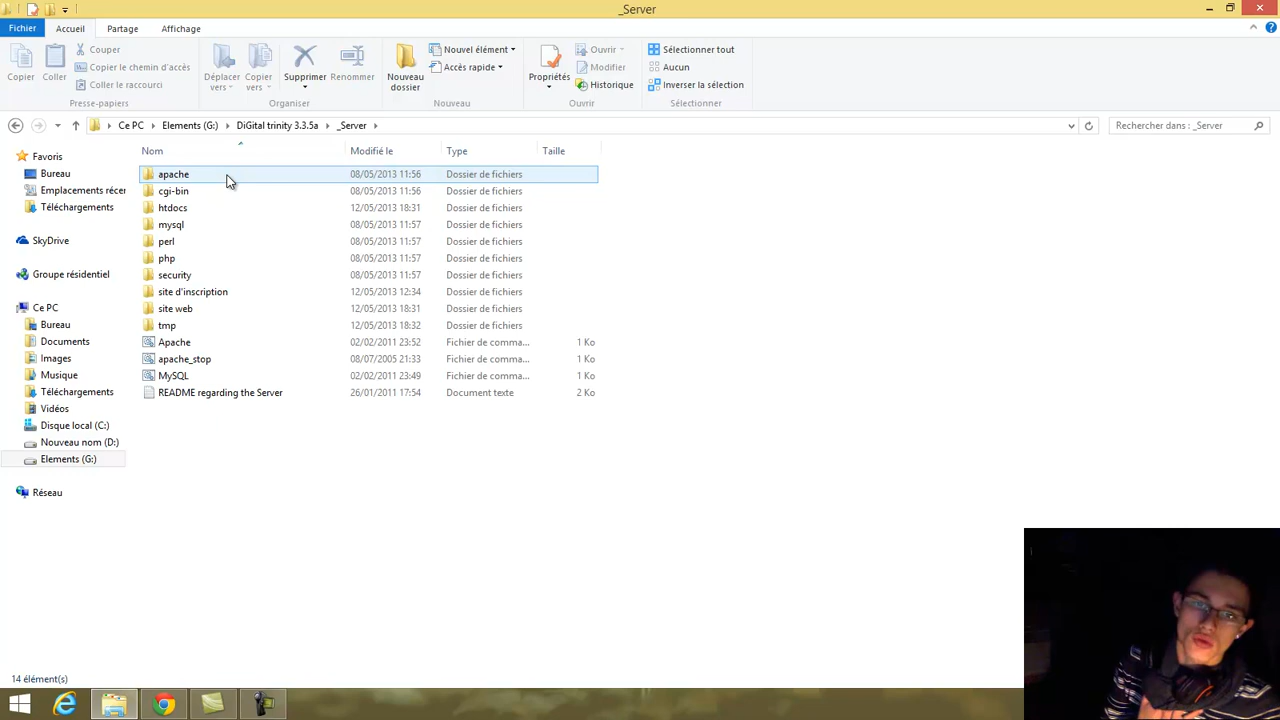 _Server
Fichier Accueil Partage Affichage
Copier
Coller
Couper
Copier le chemin d'accès
Coller le raccourci
Presse-papiers
Déplacer vers
Copier vers
Supprimer
Renommer
Organiser
Nouveau dossier
Nouvel élément
Accès rapide
Nouveau
Propriétés
Ouvrir
Modifier
Historique
Ouvrir
Sélectionner tout
Aucun
Inverser la sélection
Sélectionner
Ce PC Elements (G:) DiGital trinity 3.3.5a _Server
Rechercher dans : _Server
Favoris
Bureau
Emplacements récer
Téléchargements
SkyDrive
Groupe résidentiel
Ce PC
Bureau
Documents
Images
Musique
Téléchargements
Vidéos
Disque local (C:)
Nouveau nom (D:)
Elements (G:)
Réseau
Nom Modifié le Type Taille
apache 08/05/2013 11:56 Dossier de fichiers
cgi-bin 08/05/2013 11:56 Dossier de fichiers
htdocs 12/05/2013 18:31 Dossier de fichiers
mysql 08/05/2013 11:57 Dossier de fichiers
perl 08/05/2013 11:57 Dossier de fichiers
php 08/05/2013 11:57 Dossier de fichiers
security 08/05/2013 11:57 Dossier de fichiers
site d'inscription 12/05/2013 12:34 Dossier de fichiers
site web 12/05/2013 18:31 Dossier de fichiers
tmp 12/05/2013 18:32 Dossier de fichiers
Apache 02/02/2011 23:52 Fichier de comma... 1 Ko
apache_stop 08/07/2005 21:33 Fichier de comma... 1 Ko
MySQL 02/02/2011 23:49 Fichier de comma... 1 Ko
README regarding the Server 26/01/2011 17:54 Document texte 2 Ko
14 élément(s)